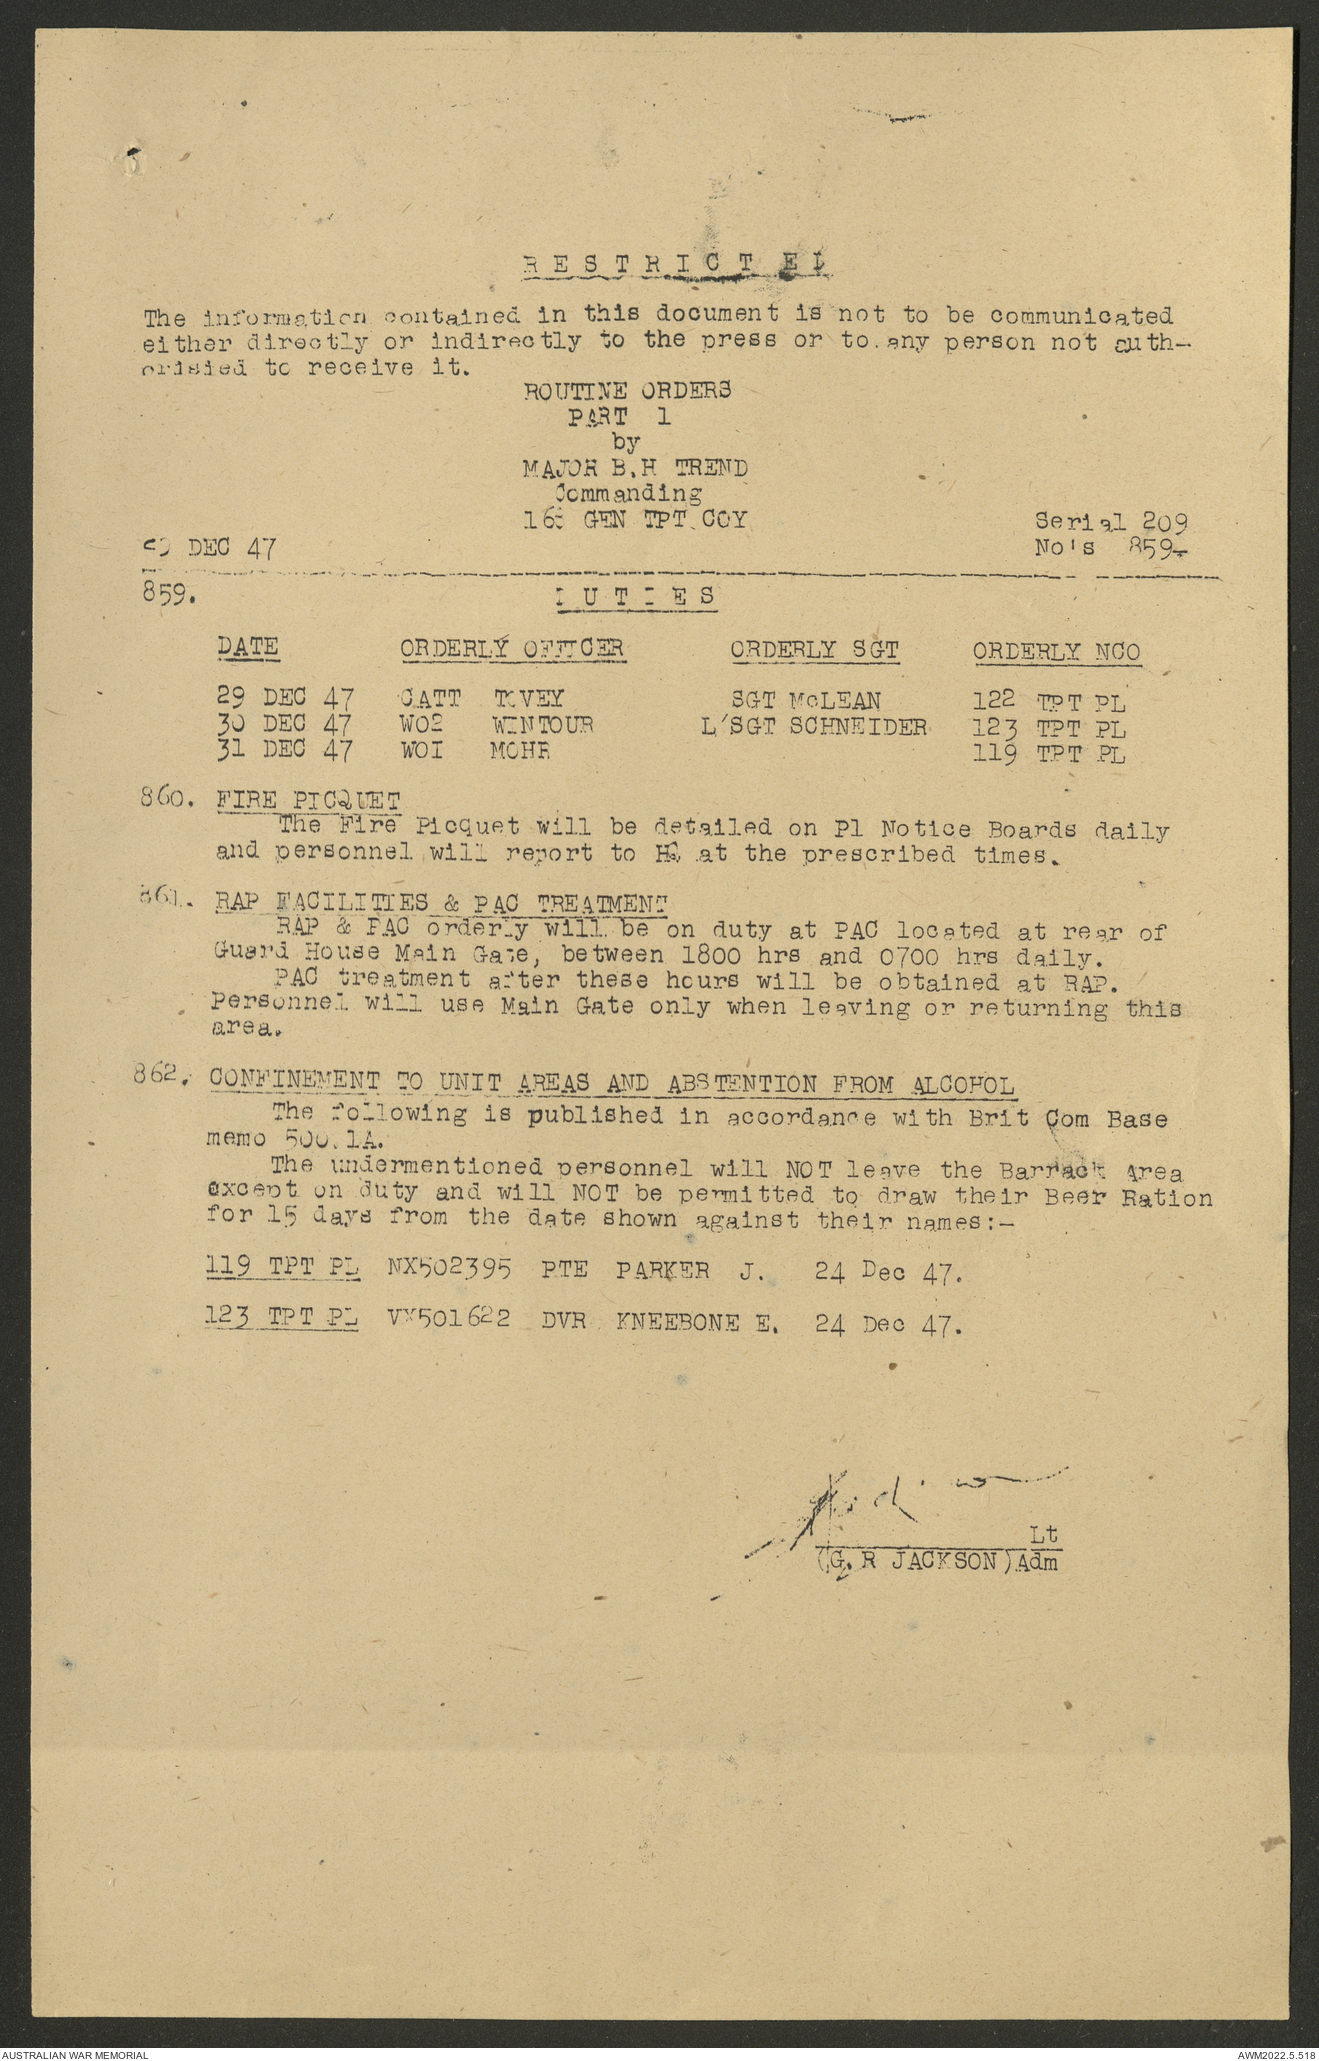 RESTRICTED
The information contained in this document is not to be communicated
either directly or indirectly to the press or to any person not auth-
orisied to receive it.
ROUTINE ORDERS
PART 1
by
MAJOR B.H TREND
Commanding
GEN TPT COY
Serial 209
DEC 47
No's 859-
859.
DUTIES
DATE ORDERLY OFFICER ORDERLY SGT ORDERLY NCO
29 DEC 47 CATT TOVEY SGT McLEAN 122 TPT PL
30 DEC 47 WO2 WINTOUR L/SGT SCHNEIDER 123 TPT PL
31 DEC 47 WOI MOHR 119 TPT PL
860. FIRE PICQUET
The Fire Picquet will be detailed on Pl Notice Boards daily
and personnel will report to HQ at the prescribed times.
861. RAP FACILITIES & PAC TREATMENT
RAP & PAC orderly will be on duty at PAC located at rear of
Guard House Main Gate, between 1800 hrs and 0700 hrs daily.
PAC treatment after these hours will be obtained at RAP.
Personnel will use Main Gate only when leaving or returning this
area.
862. CONFINEMENT TO UNIT AREAS AND ABSTENTION FROM ALCOHOL
The following is published in accordance with Brit Com Base
memo 500.1A.
The undermentioned personnel will NOT leave the Barrack Area
except on duty and will NOT be permitted to draw their Beer Ration
for 15 days from the date shown against their names:-
119 TPT PL NX502395 PTE PARKER J. 24 Dec 47.
123 TPT PL VX501622 DVR KNEEBONE E. 24 Dec 47.
Lt
(G. R JACKSON) Adm
AUSTRALIAN WAR MEMORIAL
AWM2022.5.518